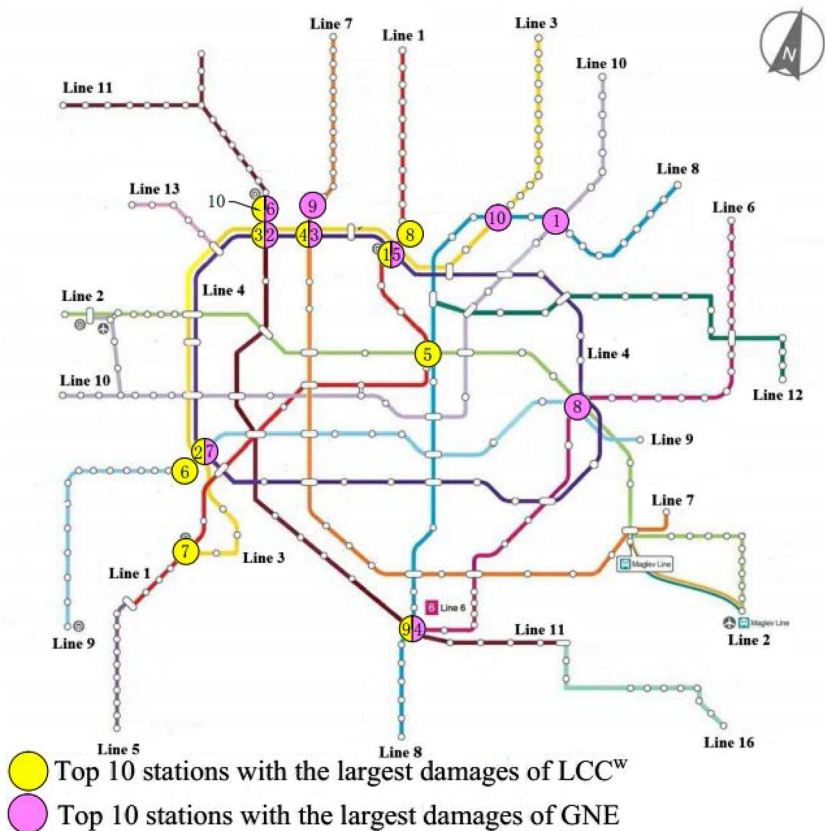 Line 7
Line 1
Line 3
Line 10
Line 11
N
Line 8
Line 13
10
6
9
Line 6
10
1
3 2
4 3
8
1 5
Line 2
Line 4
5
Line 4
Line 10
8
Line 12
2 7
Line 9
6
Line 7
7
Line 3
Maglev Line
Line 1
6 Line 6
9 4
Line 11
Line 9
Maglev Line
Line 2
Line 5
Line 8
Line 16
Top 10 stations with the largest damages of LCCᵂ
Top 10 stations with the largest damages of GNE